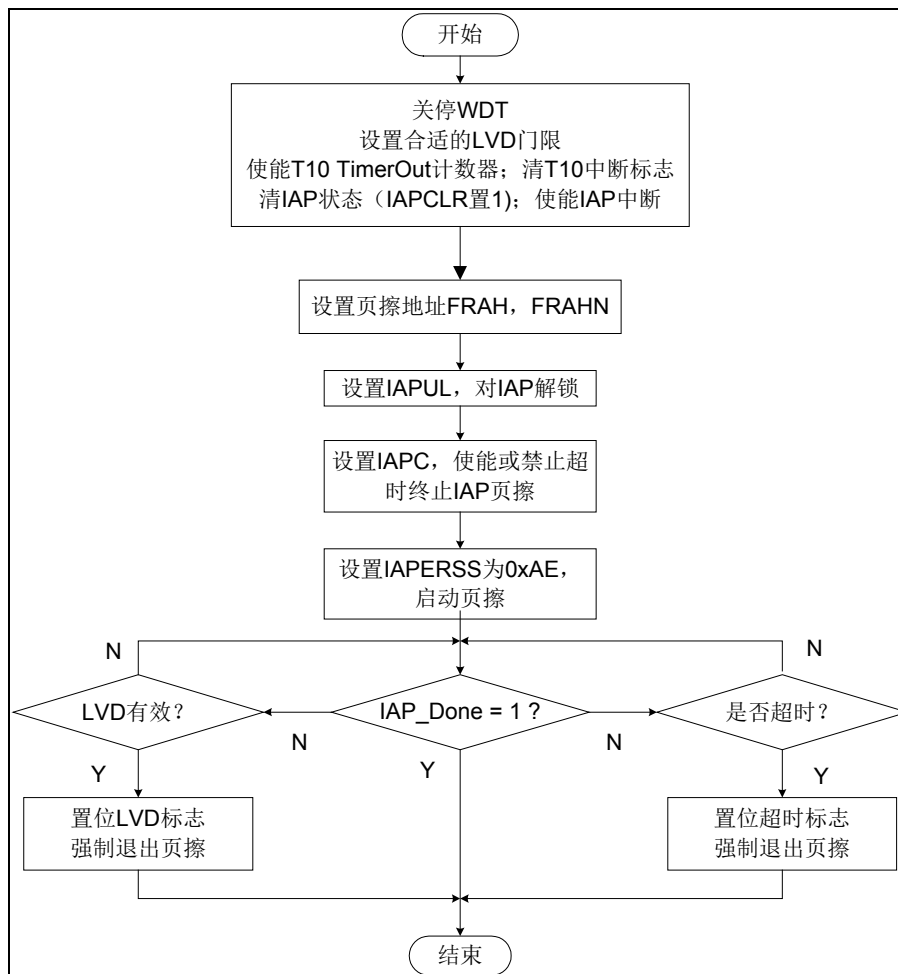 开始
关停WDT
设置合适的LVD门限
使能T10 TimerOut计数器；清T10中断标志
清IAP状态（IAPCLR置1)；使能IAP中断
设置页擦地址FRAH，FRAHN
设置IAPUL，对IAP解锁
设置IAPC，使能或禁止超
时终止IAP页擦
设置IAPERSS为0xAE，
启动页擦
N
N
LVD有效？
IAP_Done = 1 ?
是否超时？
N
N
Y
Y
Y
置位LVD标志
强制退出页擦
置位超时标志
强制退出页擦
结束